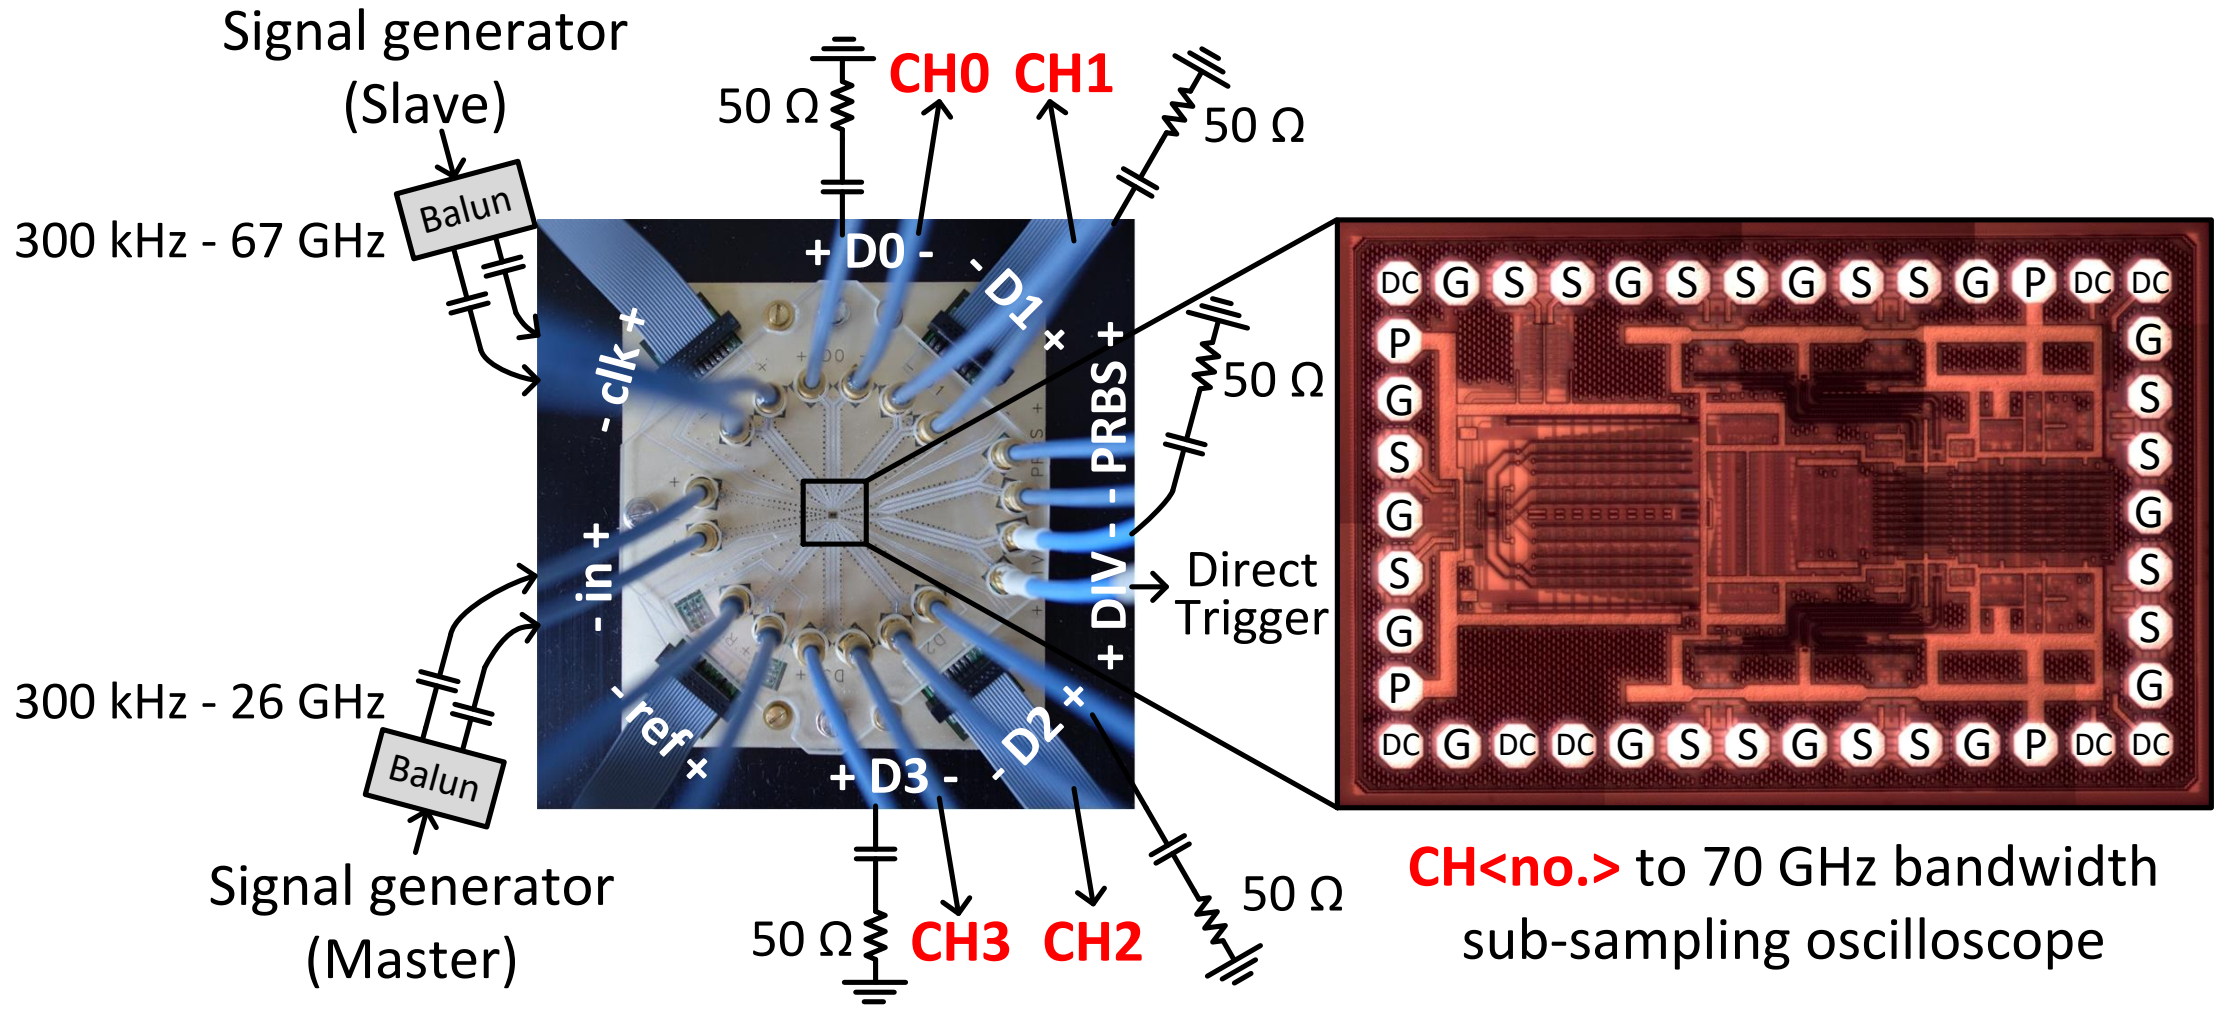 Signal generator
(Slave)
Balun
300 kHz - 67 GHz
50 Ω
CH0 CH1
50 Ω
+ D0 -
- D1 +
- clk +
- in +
- ref +
+ DIV - - PRBS +
50 Ω
Direct
Trigger
- D2 +
+ D3 -
300 kHz - 26 GHz
Balun
Signal generator
(Master)
50 Ω
CH3 CH2
50 Ω
DC G S S G S S G S S G P DC DC
P
G
S
G
S
G
P
G
S
S
G
S
S
G
DC G DC DC G S S G S S G P DC DC
CH<no.> to 70 GHz bandwidth
sub-sampling oscilloscope